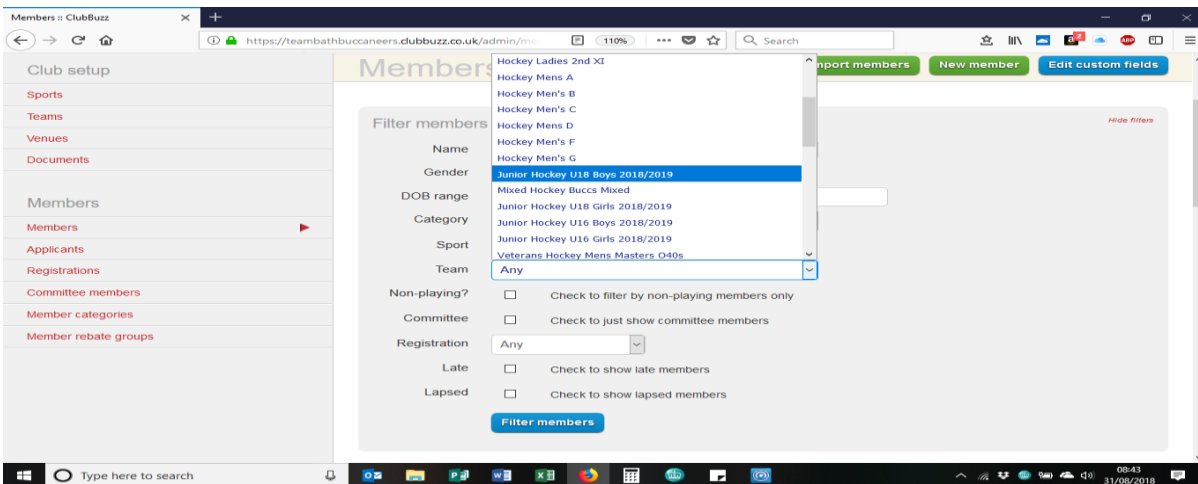 Members :: ClubBuzz
https://teambathbuccaneers.clubbuzz.co.uk/admin/me
110%
Search
Club setup
Sports
Teams
Venues
Documents
Members
Members
Applicants
Registrations
Committee members
Member categories
Member rebate groups
Members
mport members
New member
Edit custom fields
Filter members
Hide filters
Name
Gender
DOB range
Category
Sport
Hockey Ladies 2nd XI
Hockey Mens A
Hockey Men's B
Hockey Men's C
Hockey Mens D
Hockey Men's F
Hockey Men's G
Junior Hockey U18 Boys 2018/2019
Mixed Hockey Buccs Mixed
Junior Hockey U18 Girls 2018/2019
Junior Hockey U16 Boys 2018/2019
Junior Hockey U16 Girls 2018/2019
Veterans Hockey Mens Masters O40s
Team Any
Non-playing? Check to filter by non-playing members only
Committee Check to just show committee members
Registration Any
Late Check to show late members
Lapsed Check to show lapsed members
Filter members
Type here to search
08:43
31/08/2018